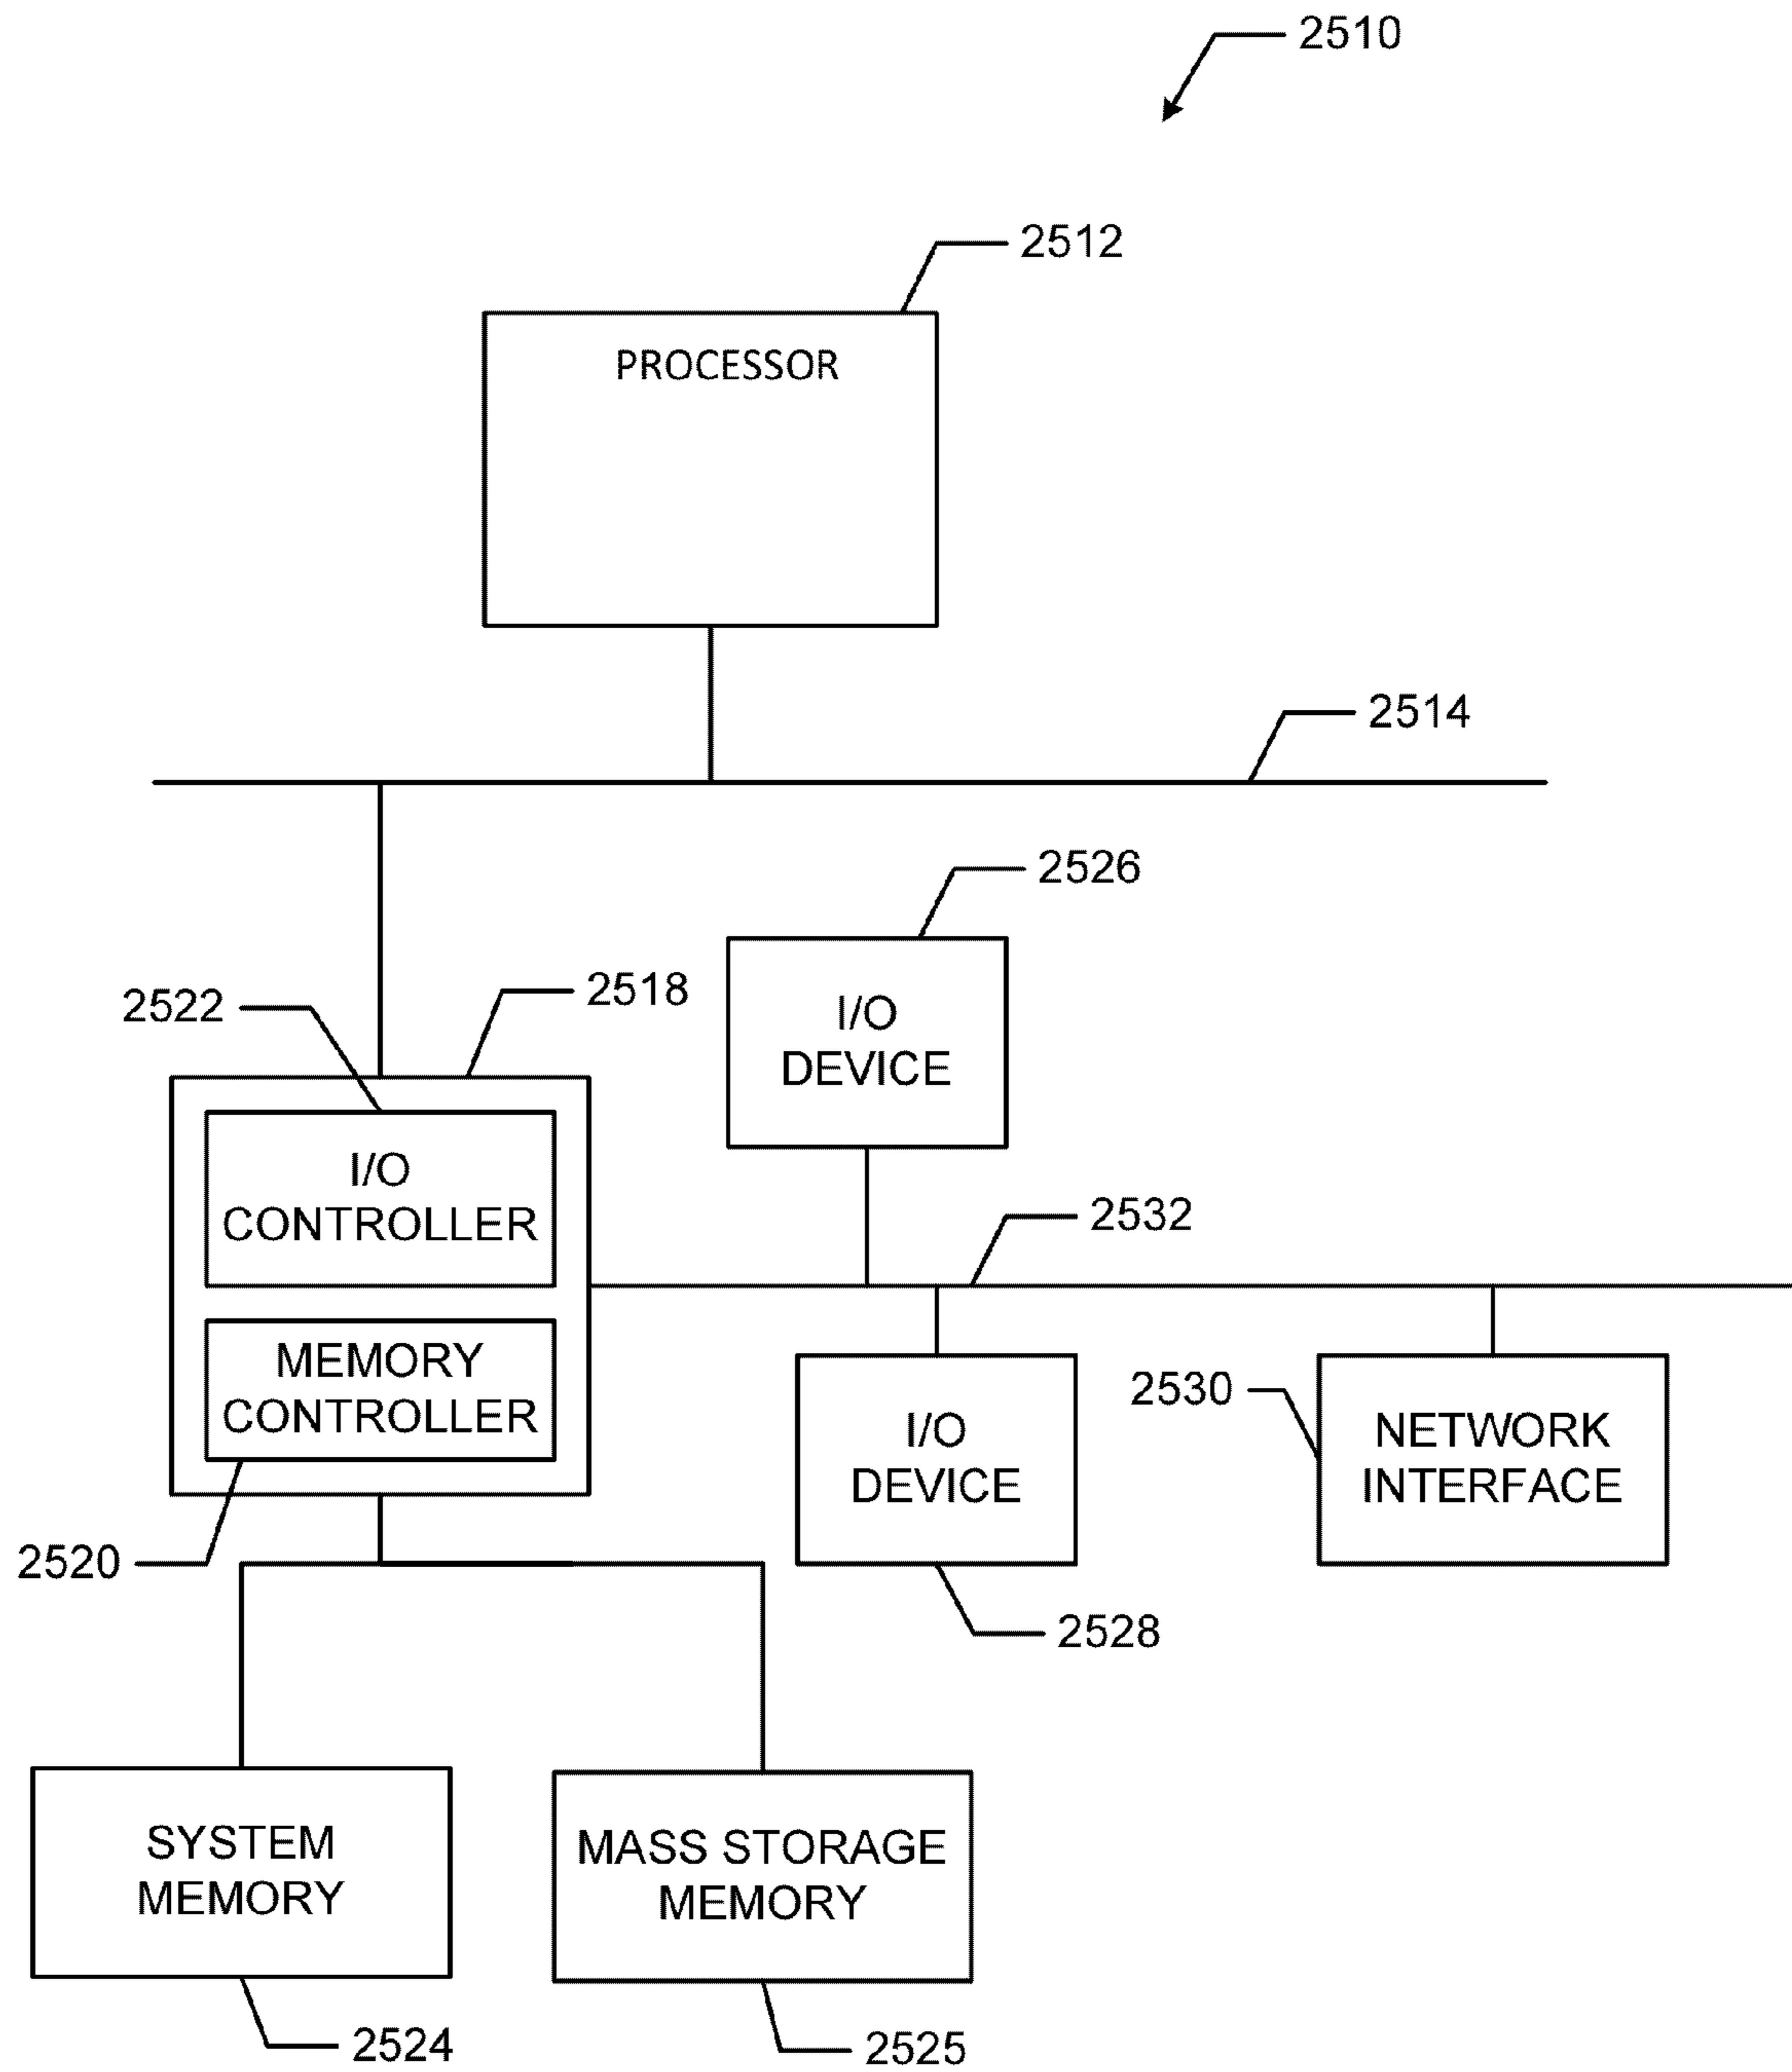 2510
2512
PROCESSOR
2514
2526
2522
2518
I/O
DEVICE
I/O
CONTROLLER
2532
MEMORY
CONTROLLER
2530
I/O
DEVICE
NETWORK
INTERFACE
2520
2528
SYSTEM
MEMORY
MASS STORAGE
MEMORY
2524
2525